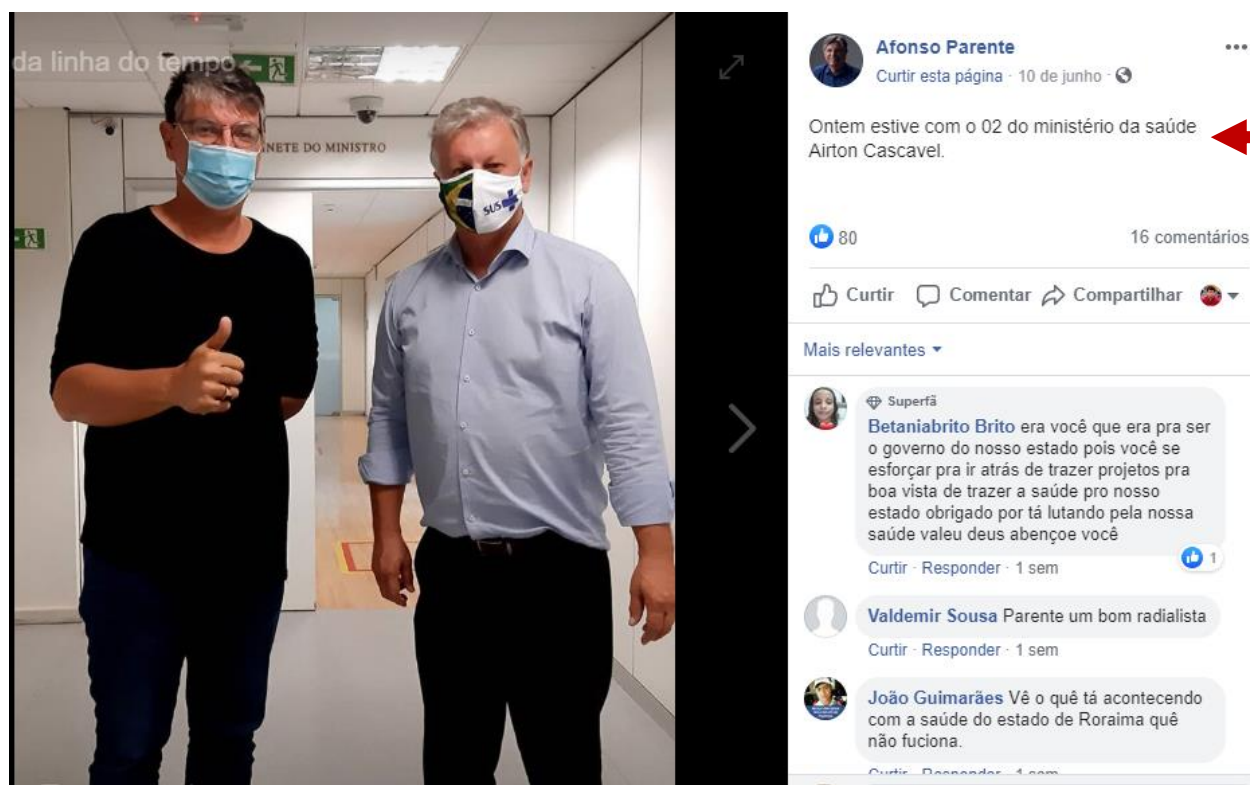 da linha do tempo
NETE DO MINISTRO
SUS
Afonso Parente
Curtir esta página · 10 de junho ·
Ontem estive com o 02 do ministério da saúde
Airton Cascavel.
80
16 comentários
Curtir
Comentar
Compartilhar
Mais relevantes
Superfã
Betaniabrito Brito era você que era pra ser
o governo do nosso estado pois você se
esforçar pra ir atrás de trazer projetos pra
boa vista de trazer a saúde pro nosso
estado obrigado por tá lutando pela nossa
saúde valeu deus abençoe você
1
Curtir · Responder · 1 sem
Valdemir Sousa Parente um bom radialista
Curtir · Responder · 1 sem
João Guimarães Vê o quê tá acontecendo
com a saúde do estado de Roraima quê
não fuciona.
Curtir · Responder · 1 sem